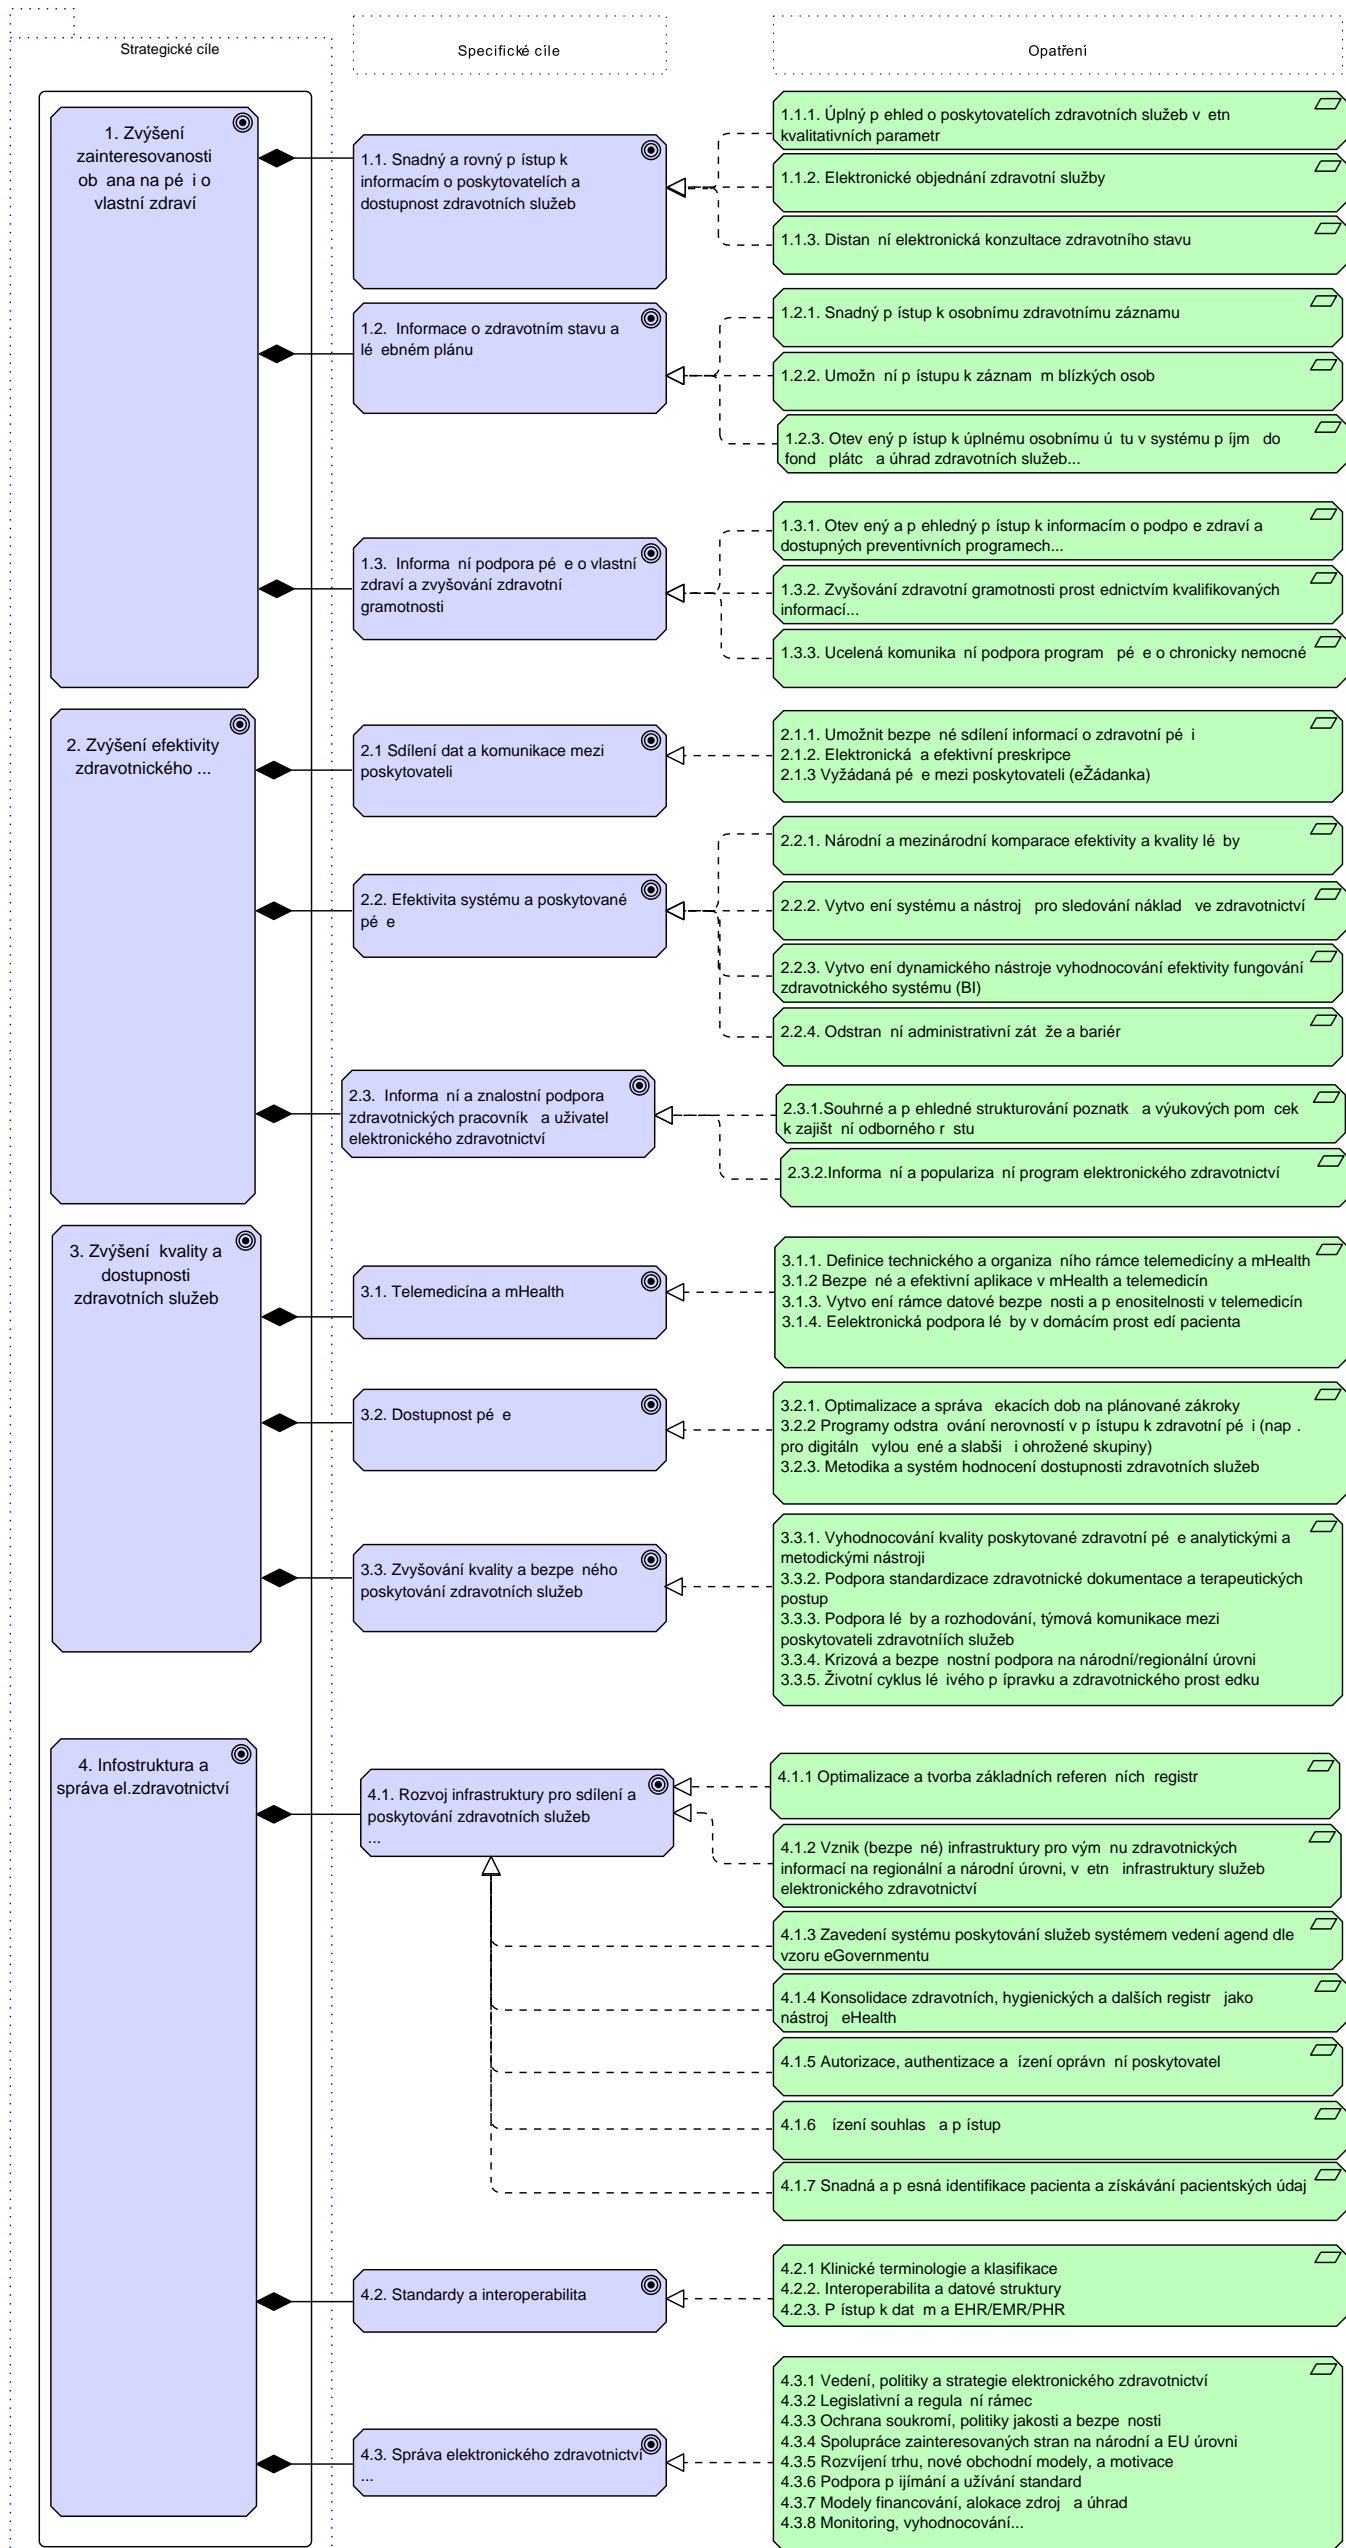 Strategické cíle
Specifické cíle
Opatření
1. Zvýšení
zainteresovanosti
ob ana na pé i o
vlastní zdraví
1.1. Snadný a rovný p ístup k
informacím o poskytovatelích a
dostupnost zdravotních služeb
1.1.1. Úplný p ehled o poskytovatelích zdravotních služeb v etn
kvalitativních parametr
1.1.2. Elektronické objednání zdravotní služby
1.1.3. Distan ní elektronická konzultace zdravotního stavu
1.2. Informace o zdravotním stavu a
lé ebném plánu
1.2.1. Snadný p ístup k osobnímu zdravotnímu záznamu
1.2.2. Umožn ní p ístupu k záznam m blízkých osob
1.2.3. Otev ený p ístup k úplnému osobnímu ú tu v systému p íjm do
fond plátc a úhrad zdravotních služeb...
1.3. Informa ní podpora pé e o vlastní
zdraví a zvyšování zdravotní
gramotnosti
1.3.1. Otev ený a p ehledný p ístup k informacím o podpo e zdraví a
dostupných preventivních programech...
1.3.2. Zvyšování zdravotní gramotnosti prost ednictvím kvalifikovaných
informací...
1.3.3. Ucelená komunika ní podpora program pé e o chronicky nemocné
2. Zvýšení efektivity
zdravotnického ...
2.1 Sdílení dat a komunikace mezi
poskytovateli
2.1.1. Umožnit bezpe né sdílení informací o zdravotní pé i
2.1.2. Elektronická a efektivní preskripce
2.1.3 Vyžádaná pé e mezi poskytovateli (eŽádanka)
2.2. Efektivita systému a poskytované
pé e
2.2.1. Národní a mezinárodní komparace efektivity a kvality lé by
2.2.2. Vytvo ení systému a nástroj pro sledování náklad ve zdravotnictví
2.2.3. Vytvo ení dynamického nástroje vyhodnocování efektivity fungování
zdravotnického systému (BI)
2.2.4. Odstran ní administrativní zát že a bariér
2.3. Informa ní a znalostní podpora
zdravotnických pracovník a uživatel
elektronického zdravotnictví
2.3.1.Souhrné a p ehledné strukturování poznatk a výukových pom cek
k zajišt ní odborného r stu
2.3.2.Informa ní a populariza ní program elektronického zdravotnictví
3. Zvýšení kvality a
dostupnosti
zdravotních služeb
3.1. Telemedicína a mHealth
3.1.1. Definice technického a organiza ního rámce telemedicíny a mHealth
3.1.2 Bezpe né a efektivní aplikace v mHealth a telemedicín
3.1.3. Vytvo ení rámce datové bezpe nosti a p enositelnosti v telemedicín
3.1.4. Eelektronická podpora lé by v domácím prost edí pacienta
3.2. Dostupnost pé e
3.2.1. Optimalizace a správa ekacích dob na plánované zákroky
3.2.2 Programy odstra ování nerovností v p ístupu k zdravotní pé i (nap .
pro digitáln vylou ené a slabši i ohrožené skupiny)
3.2.3. Metodika a systém hodnocení dostupnosti zdravotních služeb
3.3. Zvyšování kvality a bezpe ného
poskytování zdravotních služeb
3.3.1. Vyhodnocování kvality poskytované zdravotní pé e analytickými a
metodickými nástroji
3.3.2. Podpora standardizace zdravotnické dokumentace a terapeutických
postup
3.3.3. Podpora lé by a rozhodování, týmová komunikace mezi
poskytovateli zdravotníích služeb
3.3.4. Krizová a bezpe nostní podpora na národní/regionální úrovni
3.3.5. Životní cyklus lé ivého p ípravku a zdravotnického prost edku
4. Infostruktura a
správa el.zdravotnictví
4.1. Rozvoj infrastruktury pro sdílení a
poskytování zdravotních služeb
...
4.1.1 Optimalizace a tvorba základních referen ních registr
4.1.2 Vznik (bezpe né) infrastruktury pro vým nu zdravotnických
informací na regionální a národní úrovni, v etn infrastruktury služeb
elektronického zdravotnictví
4.1.3 Zavedení systému poskytování služeb systémem vedení agend dle
vzoru eGovernmentu
4.1.4 Konsolidace zdravotních, hygienických a dalších registr jako
nástroj eHealth
4.1.5 Autorizace, authentizace a ízení oprávn ní poskytovatel
4.1.6 ízení souhlas a p ístup
4.1.7 Snadná a p esná identifikace pacienta a získávání pacientských údaj
4.2. Standardy a interoperabilita
4.2.1 Klinické terminologie a klasifikace
4.2.2. Interoperabilita a datové struktury
4.2.3. P ístup k dat m a EHR/EMR/PHR
4.3. Správa elektronického zdravotnictví
...
4.3.1 Vedení, politiky a strategie elektronického zdravotnictví
4.3.2 Legislativní a regula ní rámec
4.3.3 Ochrana soukromí, politiky jakosti a bezpe nosti
4.3.4 Spolupráce zainteresovaných stran na národní a EU úrovni
4.3.5 Rozvíjení trhu, nové obchodní modely, a motivace
4.3.6 Podpora p ijímání a užívání standard
4.3.7 Modely financování, alokace zdroj a úhrad
4.3.8 Monitoring, vyhodnocování...